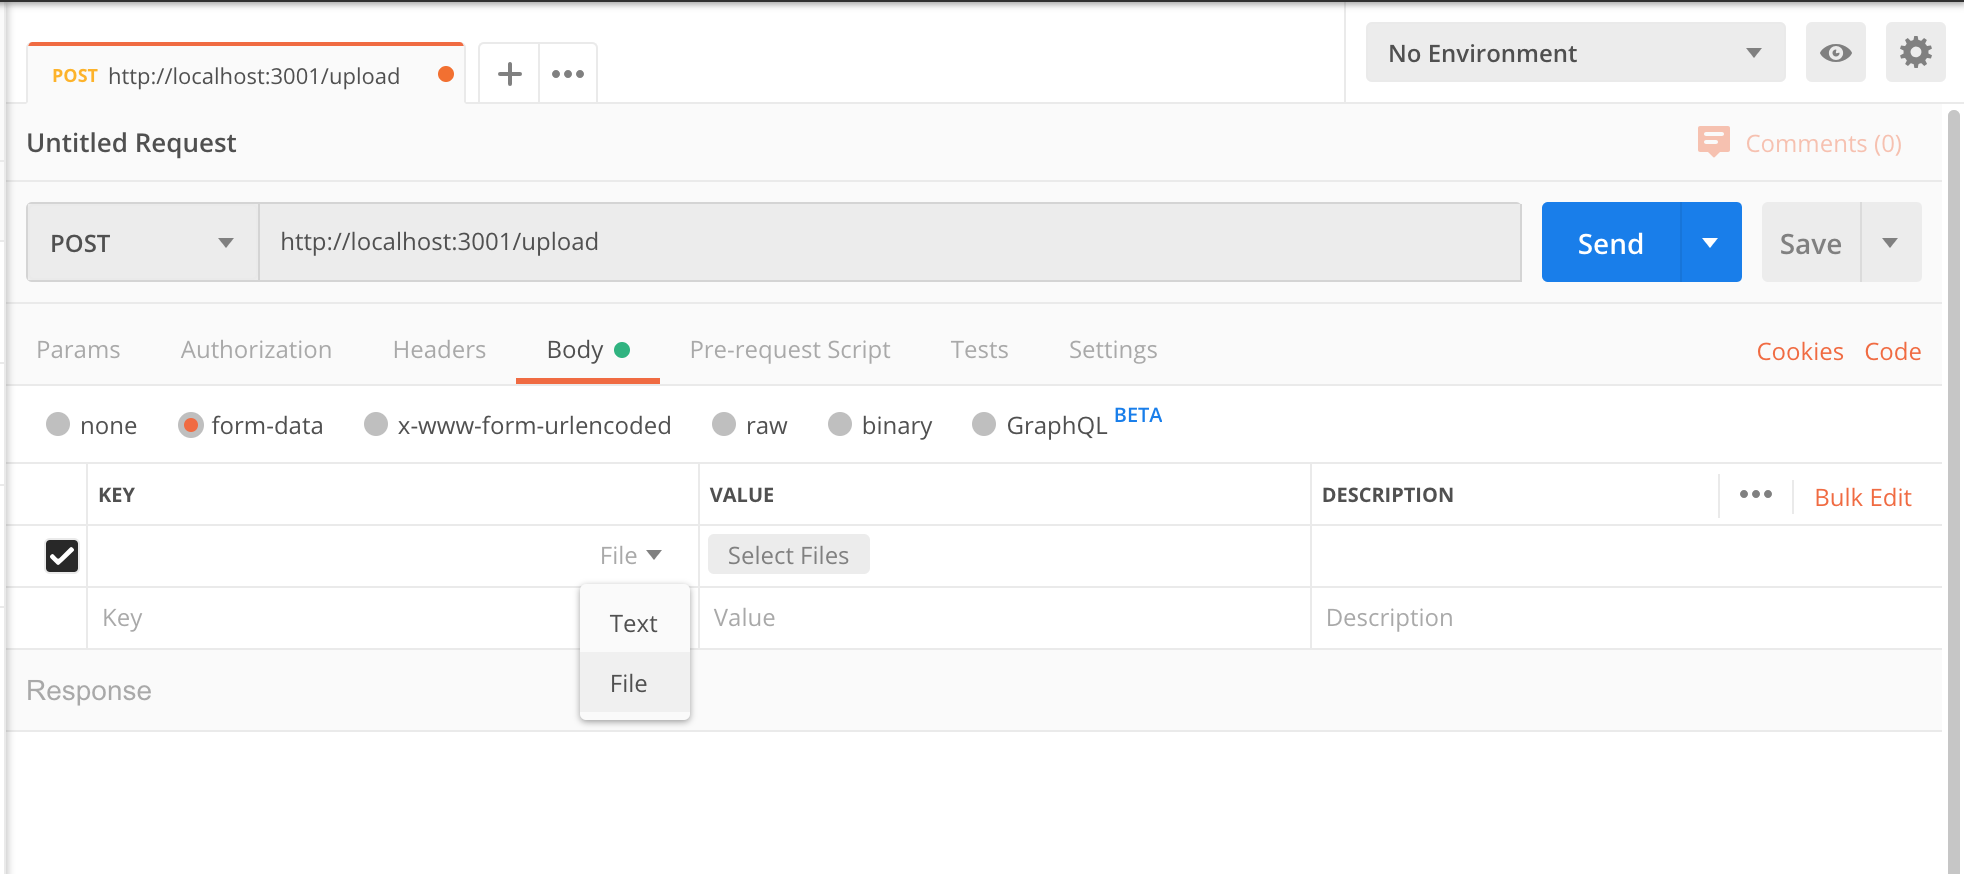 POST http://localhost:3001/upload
No Environment
Untitled Request
Comments (0)
POST http://localhost:3001/upload Send Save
Params Authorization Headers Body Pre-request Script Tests Settings Cookies Code
none form-data x-www-form-urlencoded raw binary GraphQL BETA
KEY VALUE DESCRIPTION Bulk Edit
File Select Files
Key Value Description
Text
File
Response